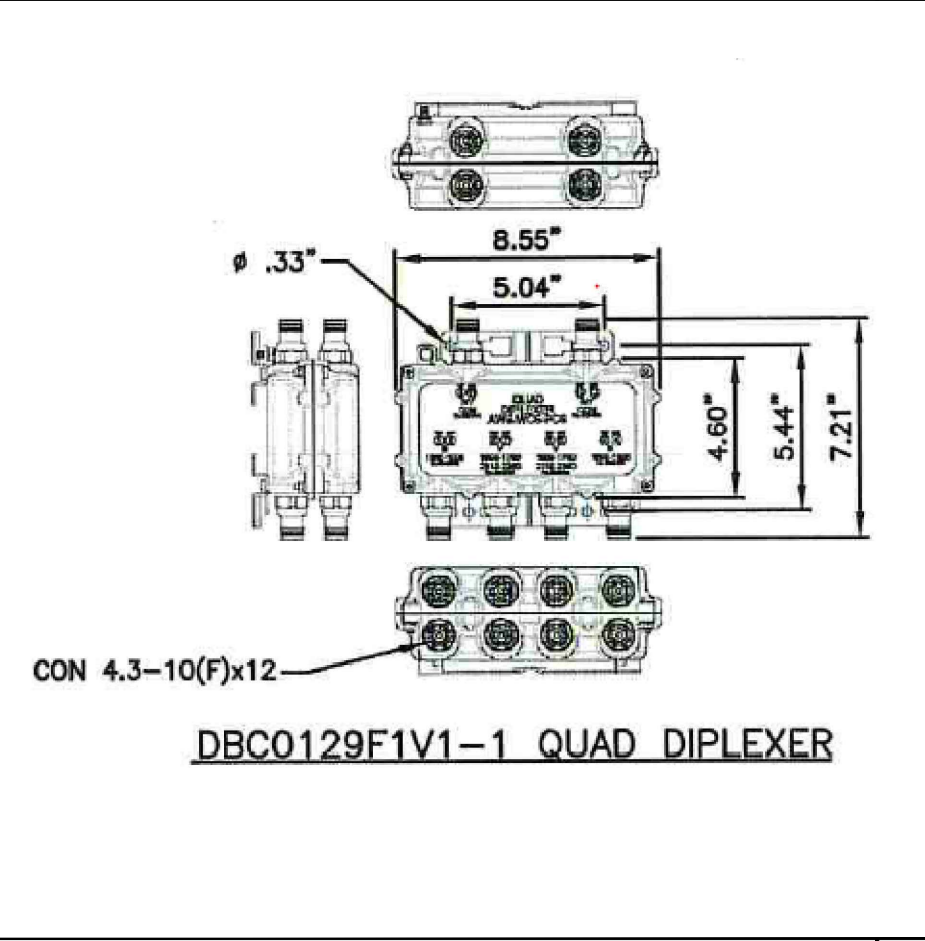 8.55"
ø .33"
5.04"
4.60"
5.44"
7.21"
QUAD
DIPLEXER
CON 4.3-10(F)x12
DBC0129F1V1-1 QUAD DIPLEXER